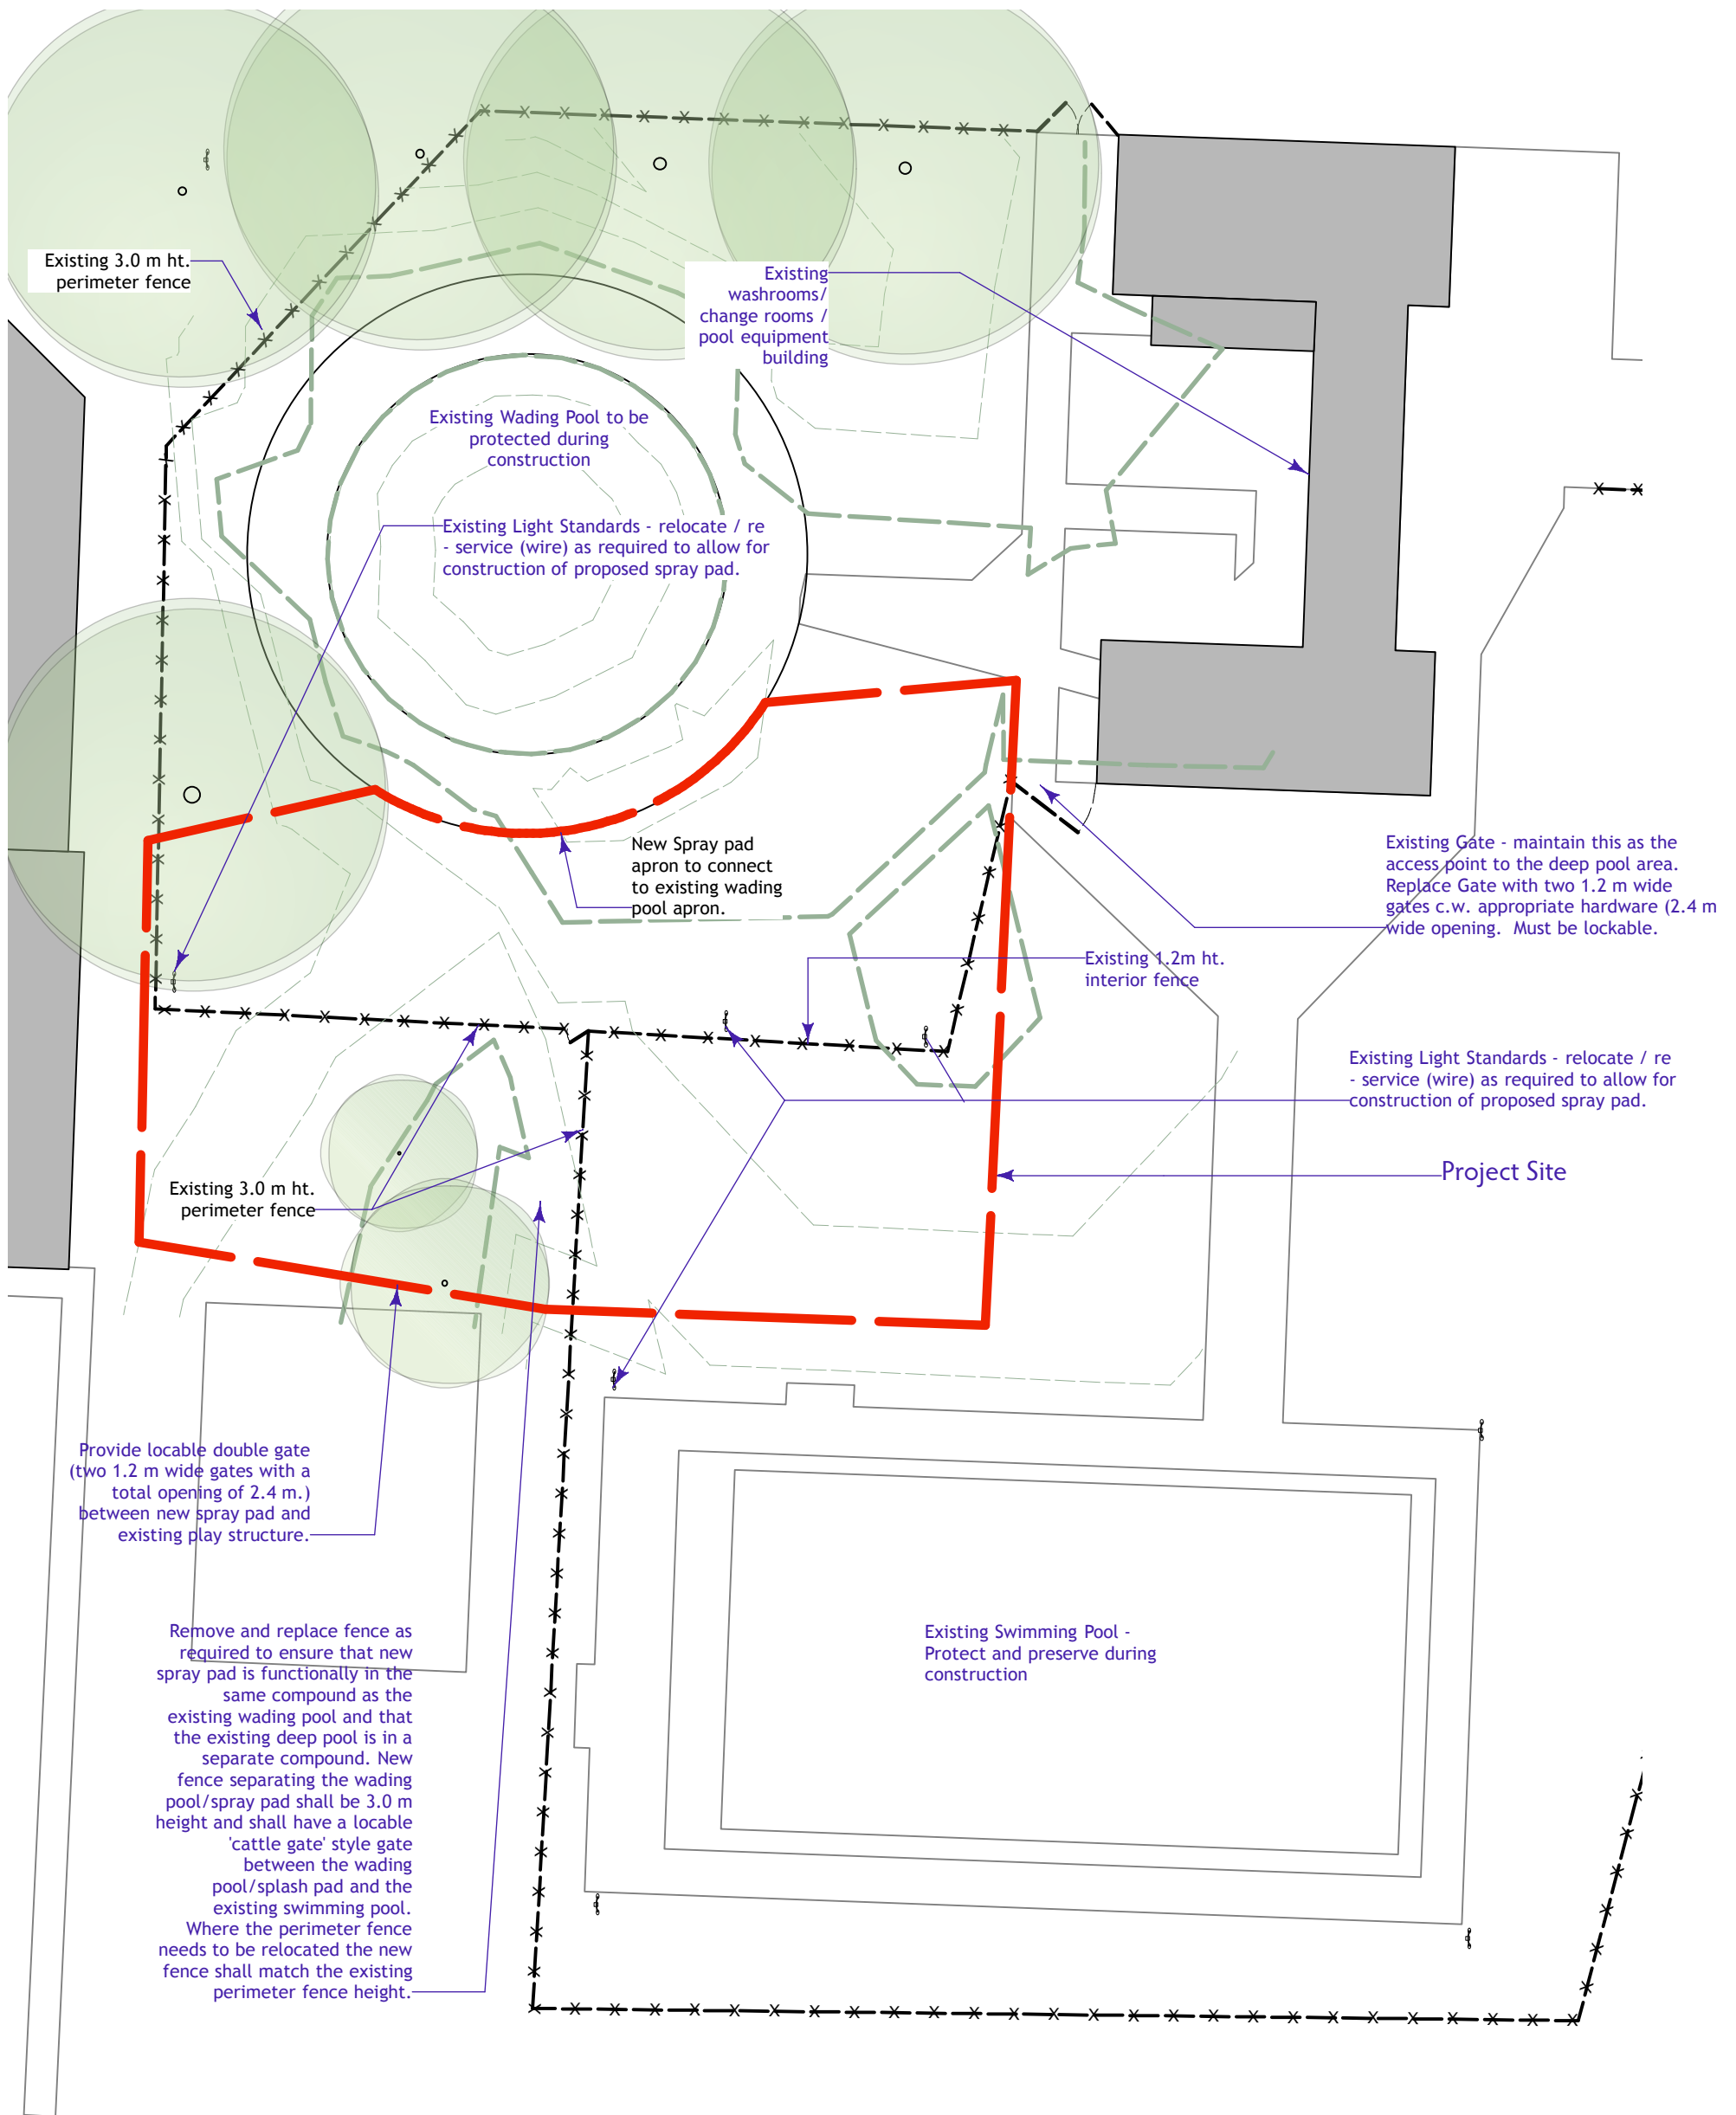 Existing 3.0 m ht.
perimeter fence
Existing
washrooms/
change rooms /
pool equipment
building
Existing Wading Pool to be
protected during
construction
Existing Light Standards - relocate / re
- service (wire) as required to allow for
construction of proposed spray pad.
New Spray pad
apron to connect
to existing wading
pool apron.
Existing Gate - maintain this as the
access point to the deep pool area.
Replace Gate with two 1.2 m wide
gates c.w. appropriate hardware (2.4 m
wide opening.  Must be lockable.
Existing 1.2m ht.
interior fence
Existing Light Standards - relocate / re
- service (wire) as required to allow for
construction of proposed spray pad.
Project Site
Existing 3.0 m ht.
perimeter fence
Provide locable double gate
(two 1.2 m wide gates with a
total opening of 2.4 m.)
between new spray pad and
existing play structure.
Remove and replace fence as
required to ensure that new
spray pad is functionally in the
same compound as the
existing wading pool and that
the existing deep pool is in a
separate compound. New
fence separating the wading
pool/spray pad shall be 3.0 m
height and shall have a locable
'cattle gate' style gate
between the wading
pool/splash pad and the
existing swimming pool.
Where the perimeter fence
needs to be relocated the new
fence shall match the existing
perimeter fence height.
Existing Swimming Pool -
Protect and preserve during
construction